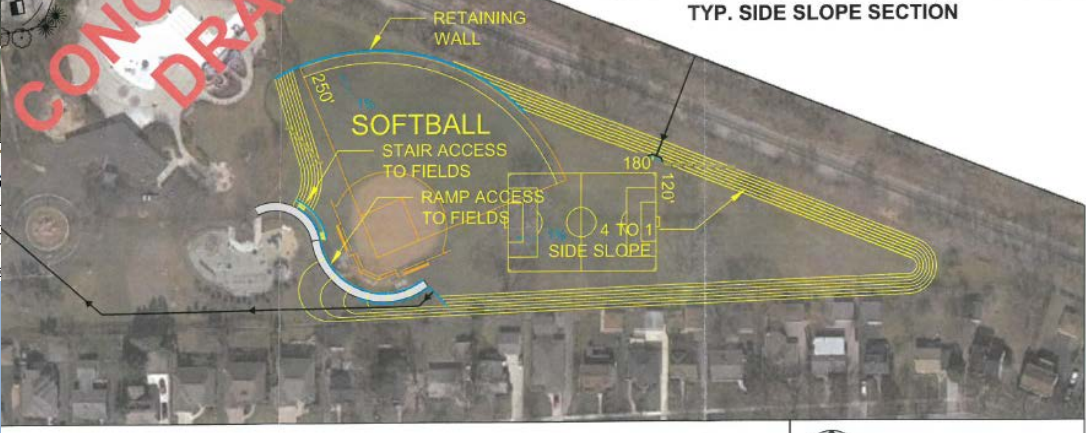 TYP. SIDE SLOPE SECTION
RETAINING
WALL
250'
SOFTBALL
STAIR ACCESS
TO FIELDS
RAMP ACCESS
TO FIELDS
180'
120'
4 TO 1
SIDE SLOPE